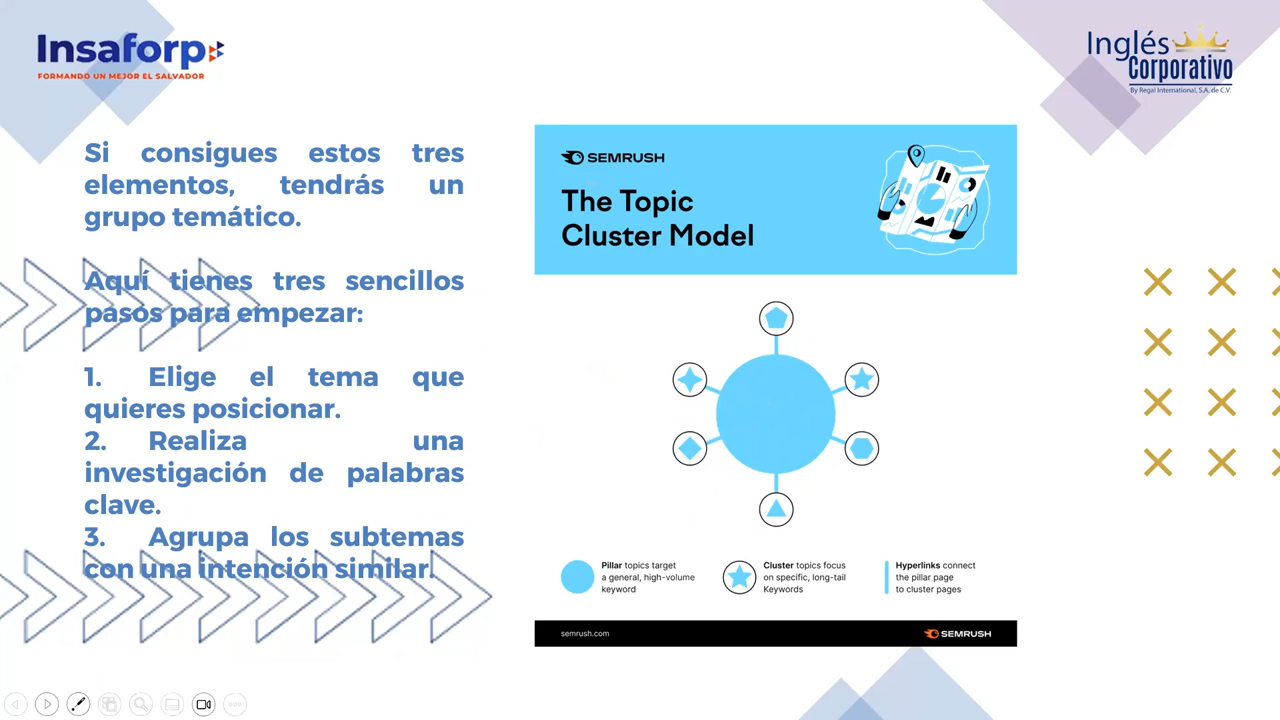 Insaforp
FORMANDO UN MEJOR EL SALVADOR
Inglés
Corporativo
By Regal International, S.A. de C.V.
Si consigues estos tres
elementos, tendrás un
grupo temático.
Aquí tienes tres sencillos
pasos para empezar:
1. Elige el tema que
quieres posicionar.
2. Realiza una
investigación de palabras
clave.
3. Agrupa los subtemas
con una intención similar.
SEMRUSH
The Topic
Cluster Model
Pillar topics target
a general, high-volume
keyword
Cluster topics focus
on specific, long-tail
Keywords
Hyperlinks connect
the pillar page
to cluster pages
semrush.com
SEMRUSH